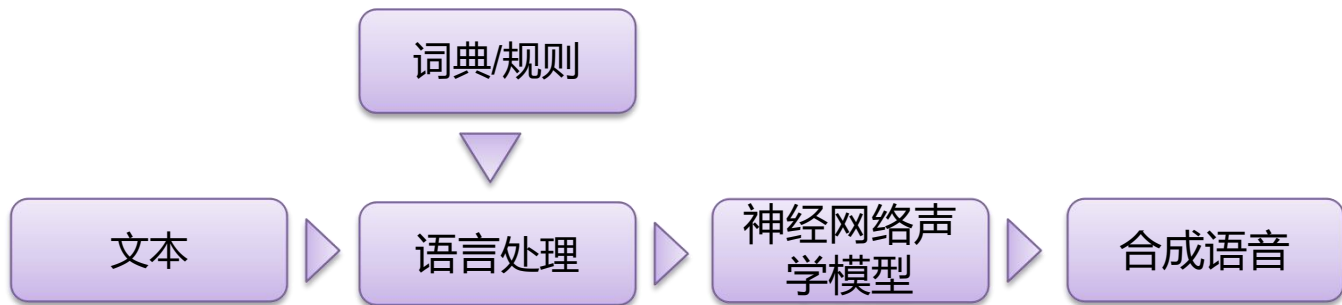 词典/规则
文本
语言处理
神经网络声
学模型
合成语音